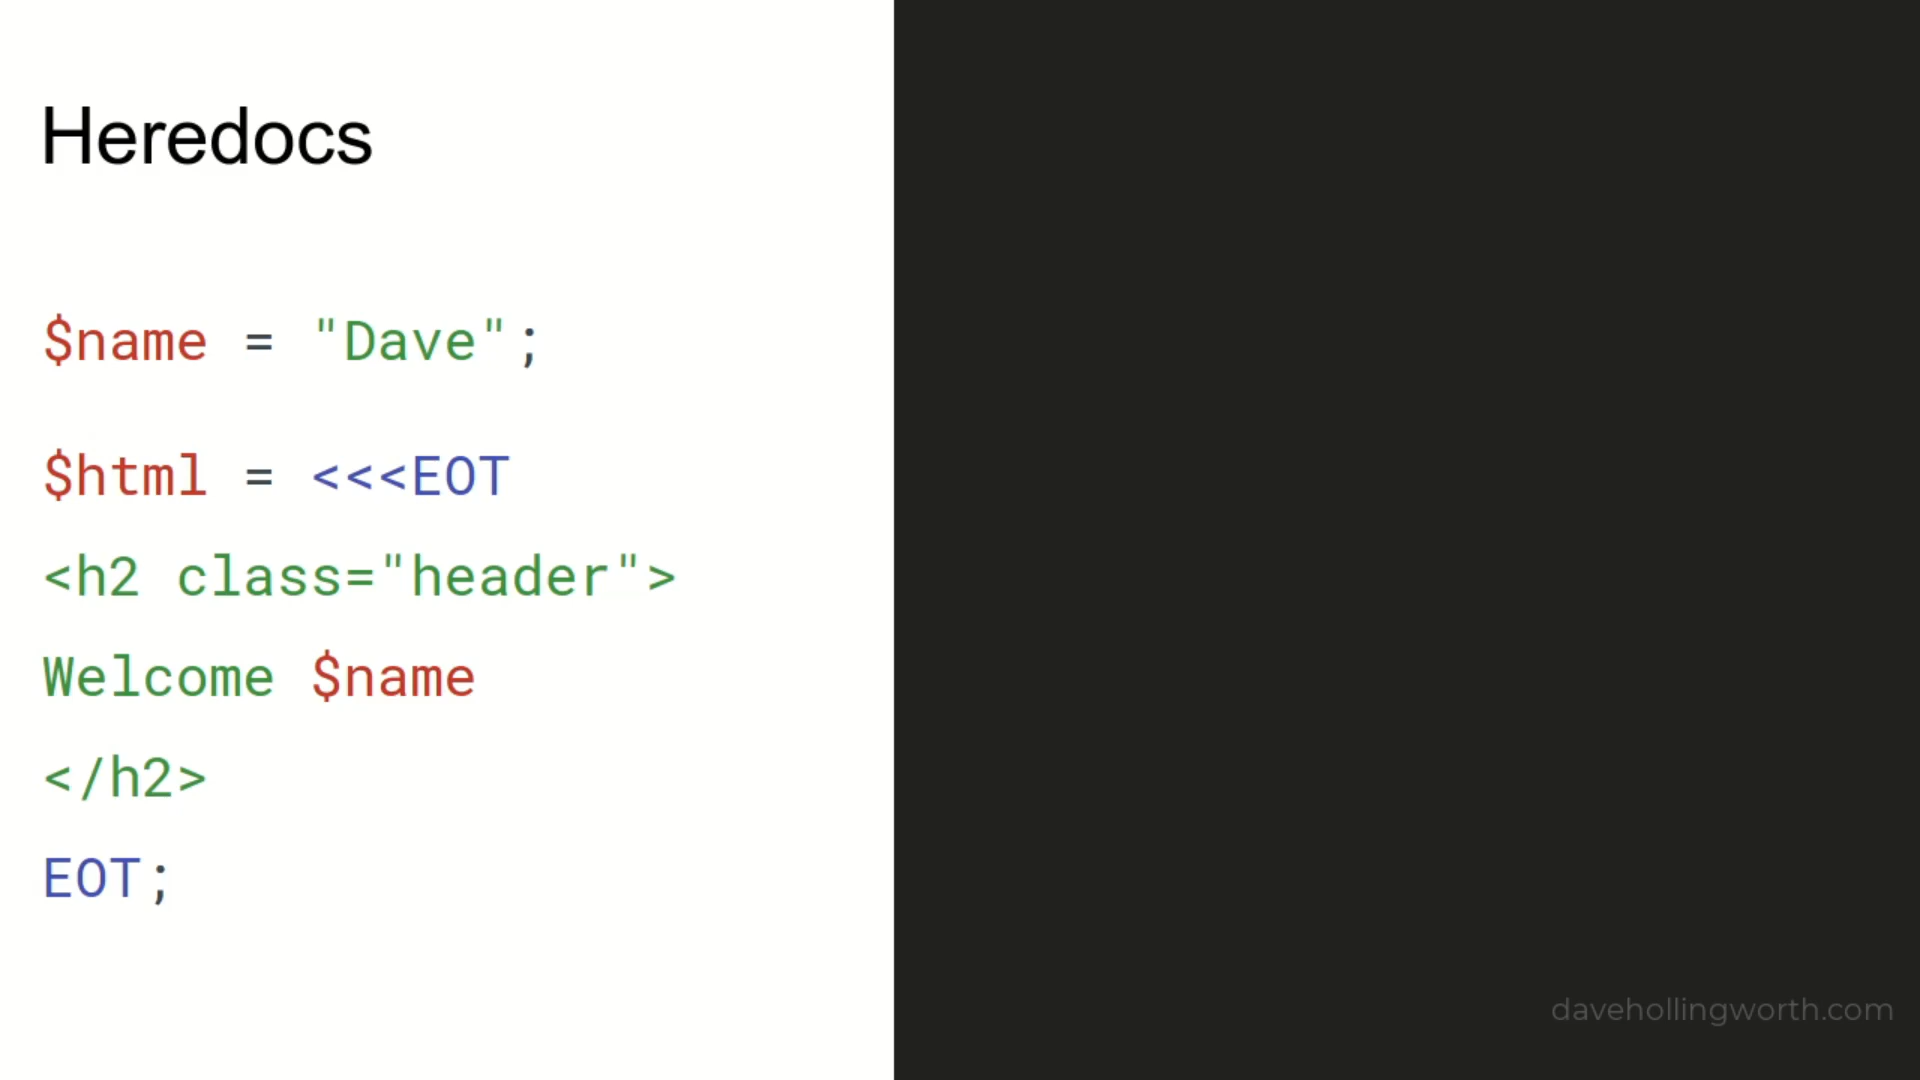 Heredocs
$name = "Dave";
$html = <<<EOT
<h2 class="header">
Welcome $name
</h2>
EOT;
davehollingworth.com